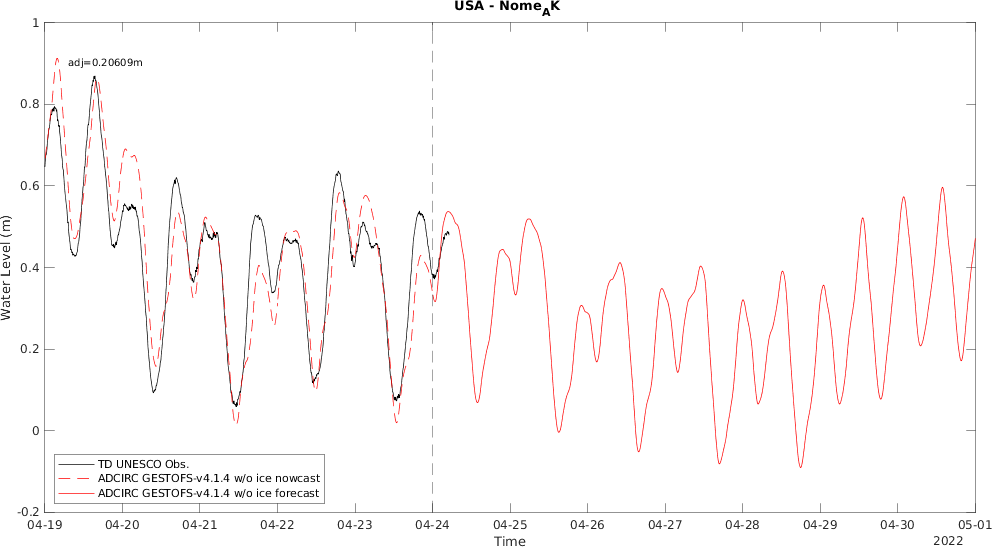 USA - Nome_AK
adj=0.20609m
1
0.8
0.6
0.4
0.2
0
-0.2
Water Level (m)
TD UNESCO Obs.
ADCIRC GESTOFS-v4.1.4 w/o ice nowcast
ADCIRC GESTOFS-v4.1.4 w/o ice forecast
04-19 04-20 04-21 04-22 04-23 04-24 04-25 04-26 04-27 04-28 04-29 04-30 05-01
Time
2022